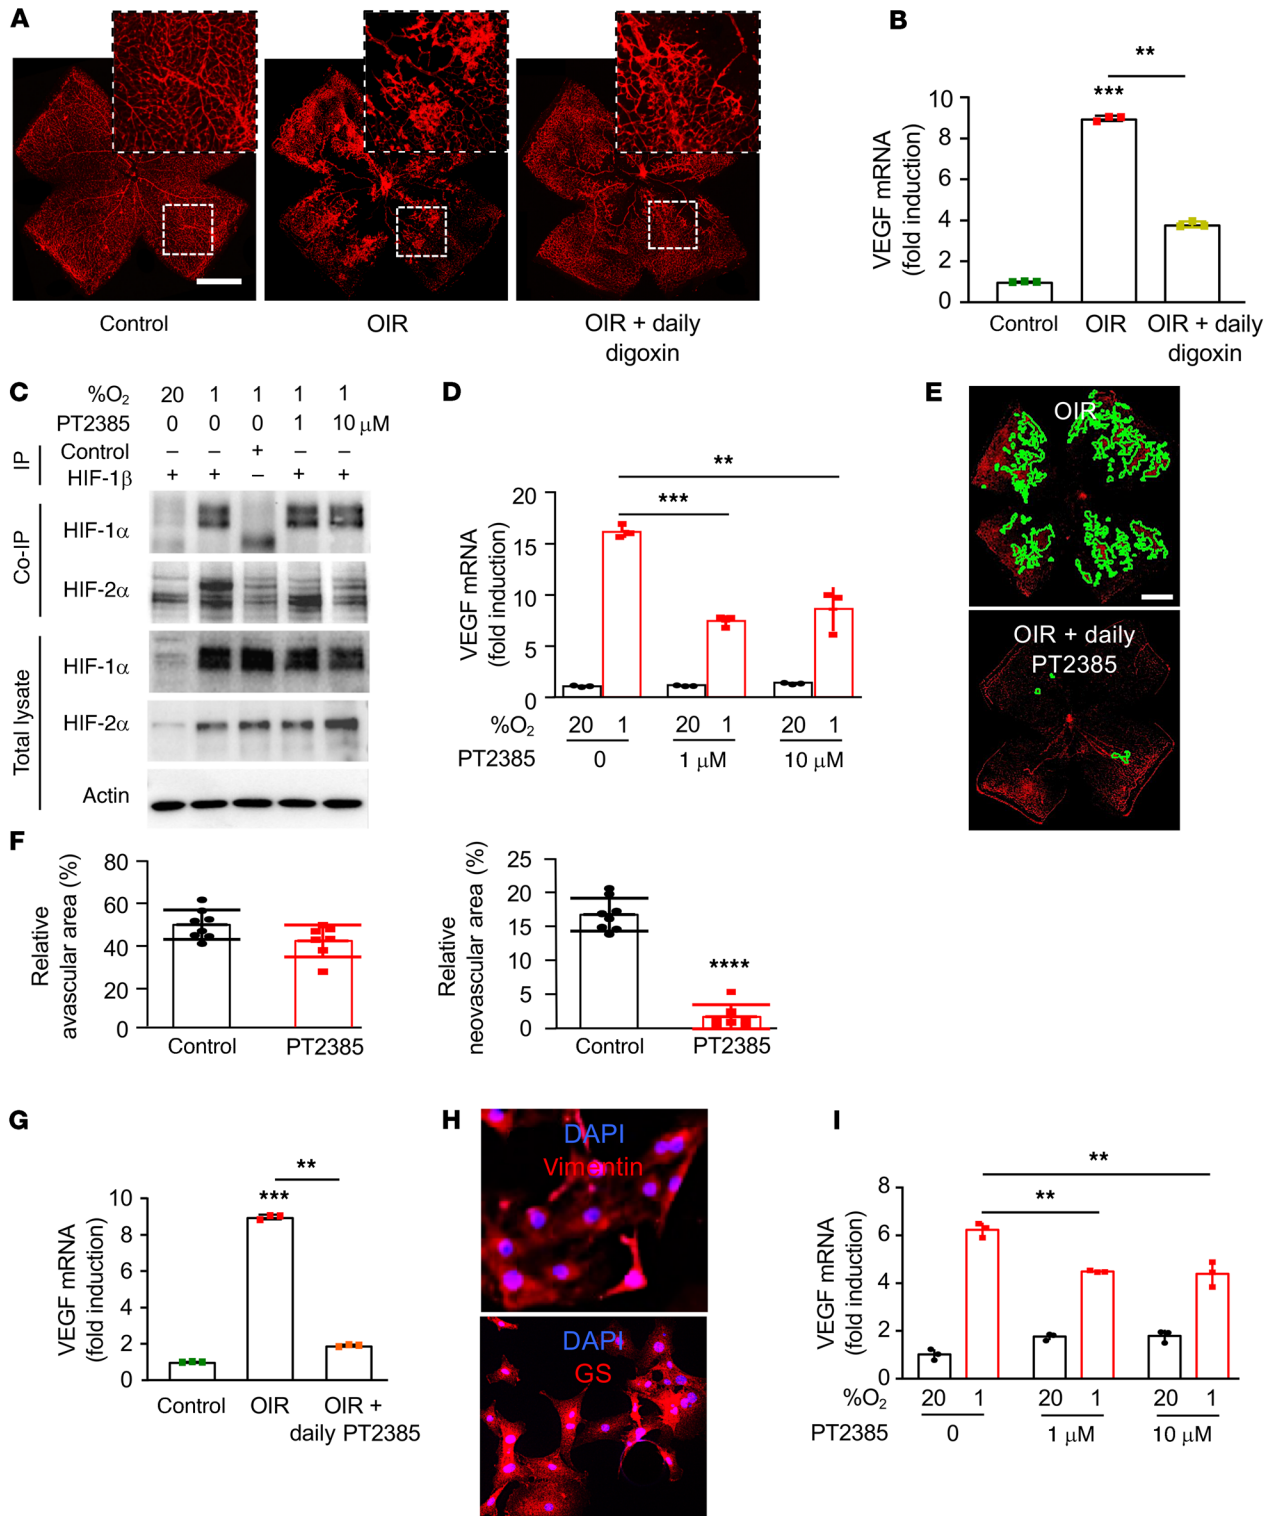 A
Control
OIR
OIR + daily
digoxin
B
VEGF mRNA
(fold induction)
10
8
6
4
2
0
***
**
Control
OIR
OIR + daily
digoxin
C
%O2 20 1 1 1 1
PT2385 0 0 0 1 10 μM
IP
Control – – + – –
HIF-1β + + – + +
Co-IP
HIF-1α
HIF-2α
Total lysate
HIF-1α
HIF-2α
Actin
D
VEGF mRNA
(fold induction)
20
15
10
5
0
**
***
%O2 20 1 20 1 20 1
PT2385 0 1 μM 10 μM
E
OIR
OIR + daily
PT2385
F
Relative
avascular area (%)
80
60
40
20
0
Control PT2385
Relative
neovascular area (%)
25
20
15
10
5
0
****
Control PT2385
G
VEGF mRNA
(fold induction)
10
8
6
4
2
0
***
**
Control
OIR
OIR +
daily PT2385
H
DAPI
Vimentin
DAPI
GS
I
VEGF mRNA
(fold induction)
8
6
4
2
0
**
**
%O2 20 1 20 1 20 1
PT2385 0 1 μM 10 μM